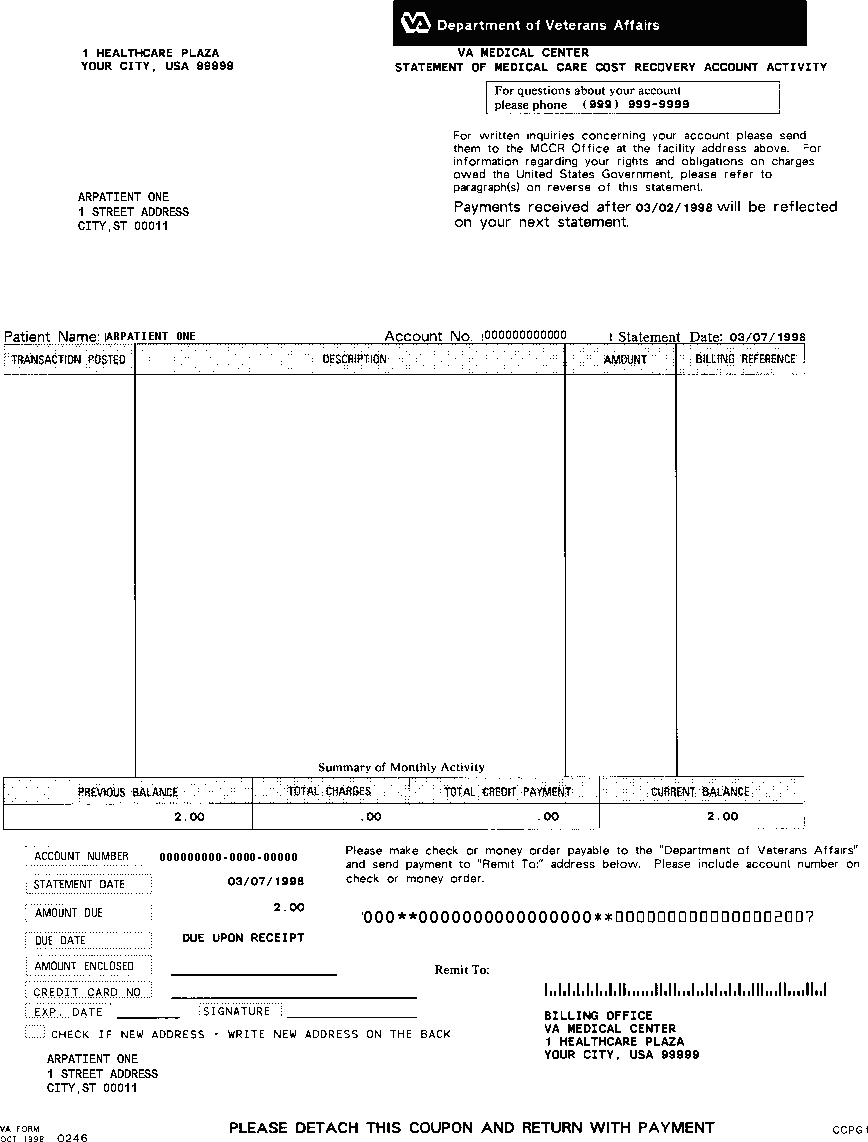 VA Department of Veterans Affairs
1 HEALTHCARE PLAZA
YOUR CITY, USA 99999
VA MEDICAL CENTER
STATEMENT OF MEDICAL CARE COST RECOVERY ACCOUNT ACTIVITY
For questions about your account
please phone (999) 999-9999
For written inquiries concerning your account please send
them to the MCCR Office at the facility address above. For
information regarding your rights and obligations on charges
owed the United States Government, please refer to
paragraph(s) on reverse of this statement.
ARPATIENT ONE
1 STREET ADDRESS
CITY,ST 00011
Payments received after 03/02/1998 will be reflected
on your next statement.
Patient Name: ARPATIENT ONE Account No. 000000000000 Statement Date: 03/07/1998
TRANSACTION POSTED DESCRIPTION AMOUNT BILLING REFERENCE
Summary of Monthly Activity
PREVIOUS BALANCE TOTAL CHARGES TOTAL CREDIT PAYMENT CURRENT BALANCE
2.00 .00 .00 2.00
ACCOUNT NUMBER 000000000-0000-00000
STATEMENT DATE 03/07/1998
AMOUNT DUE 2.00
DUE DATE DUE UPON RECEIPT
AMOUNT ENCLOSED
CREDIT CARD NO
EXP. DATE SIGNATURE
CHECK IF NEW ADDRESS - WRITE NEW ADDRESS ON THE BACK
ARPATIENT ONE
1 STREET ADDRESS
CITY,ST 00011
Please make check or money order payable to the "Department of Veterans Affairs"
and send payment to "Remit To:" address below. Please include account number on
check or money order.
000**0000000000000000**0000000000000002007
Remit To:
BILLING OFFICE
VA MEDICAL CENTER
1 HEALTHCARE PLAZA
YOUR CITY, USA 99999
VA FORM
OCT 1998 0246
PLEASE DETACH THIS COUPON AND RETURN WITH PAYMENT
CCPG1